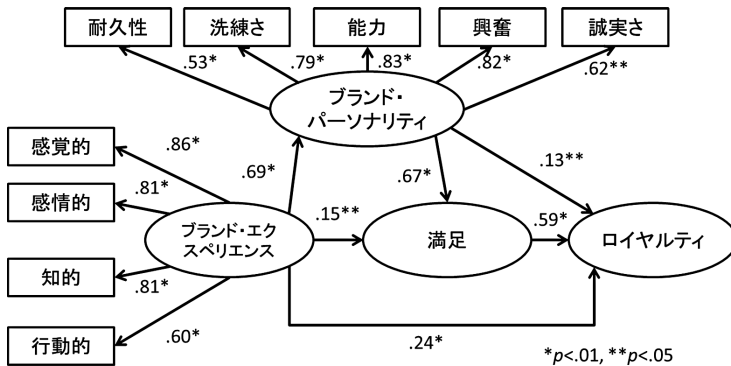 耐久性
洗練さ
能力
興奮
誠実さ
.53*
.79*
.83*
.82*
.62**
ブランド・
パーソナリティ
感覚的
感情的
知的
行動的
.86*
.81*
.81*
.60*
.69*
.67*
.13**
ブランド・エク
スペリエンス
.15**
満足
.59*
ロイヤルティ
.24*
*p<.01, **p<.05